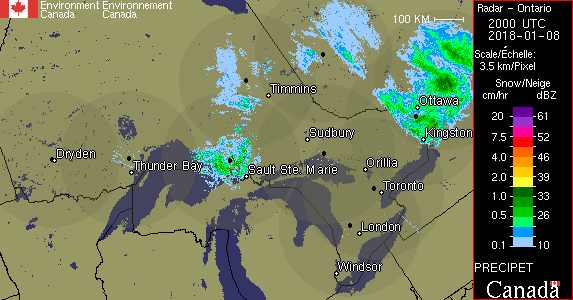 Environment Environnement
Canada Canada
100 KM
Radar - Ontario
2000 UTC
2018-01-08
Scale/Échelle:
3.5 km/Pixel
Snow/Neige
cm/hr dBZ
20 61
7.5 57
5.5 52
4.0 46
2.0 39
1.0 33
0.5 26
0.1 10
Timmins
Ottawa
Sudbury
Kingston
Dryden
Thunder Bay
Sault Ste. Marie
Orillia
Toronto
London
Windsor
PRECIPET
Canada